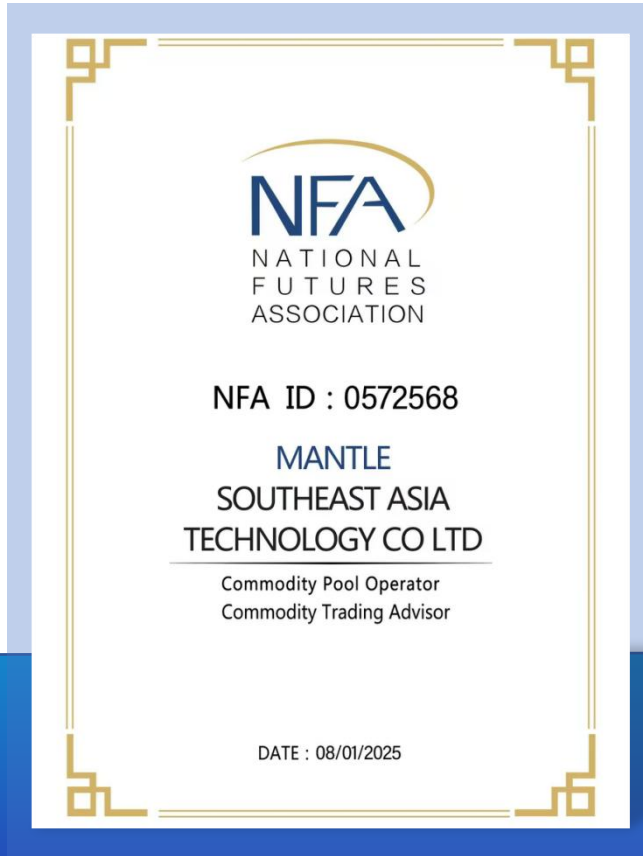 NFA
NATIONAL
FUTURES
ASSOCIATION
NFA ID : 0572568
MANTLE
SOUTHEAST ASIA
TECHNOLOGY CO LTD
Commodity Pool Operator
Commodity Trading Advisor
DATE : 08/01/2025